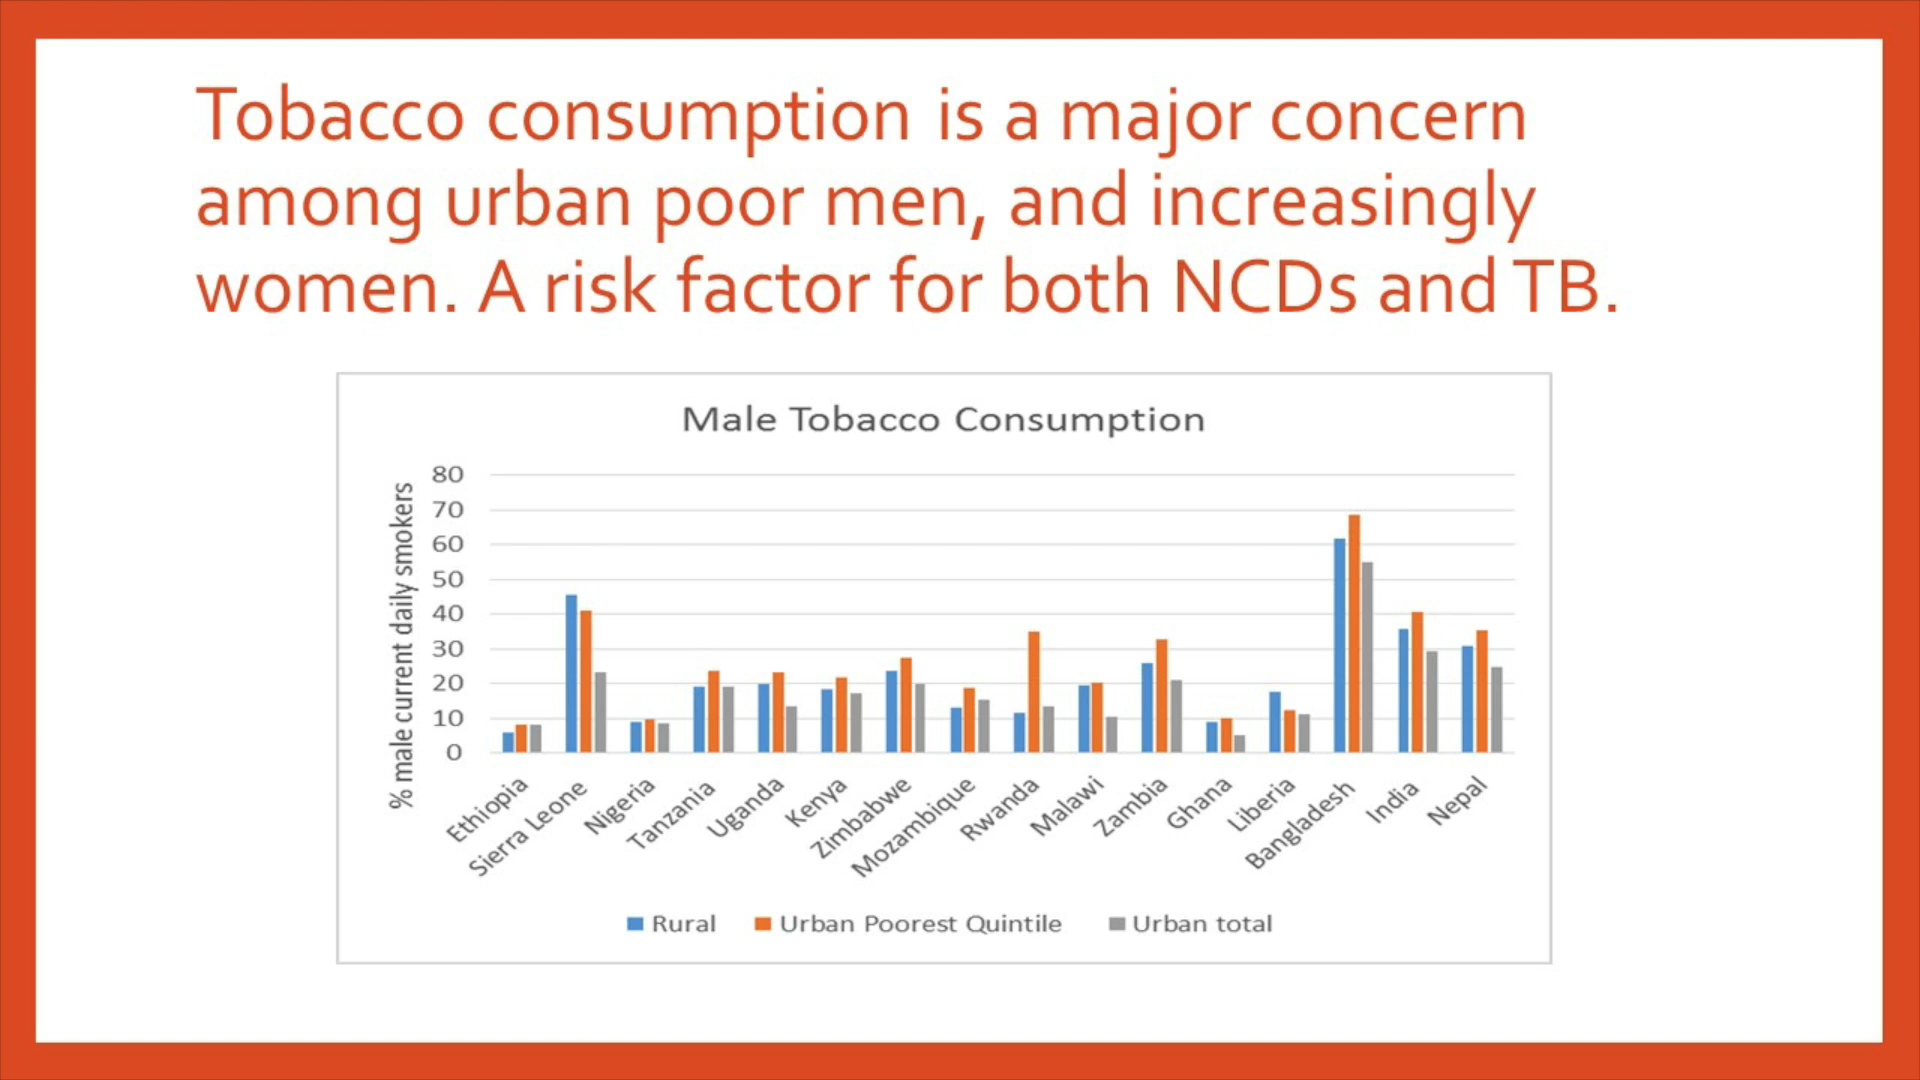 Tobacco consumption is a major concern
among urban poor men, and increasingly
women. A risk factor for both NCDs and TB.
Male Tobacco Consumption
% male current daily smokers
80
70
60
50
40
30
20
10
0
Ethiopia
Sierra Leone
Nigeria
Tanzania
Uganda
Kenya
Zimbabwe
Mozambique
Rwanda
Malawi
Zambia
Ghana
Liberia
Bangladesh
India
Nepal
Rural Urban Poorest Quintile Urban total